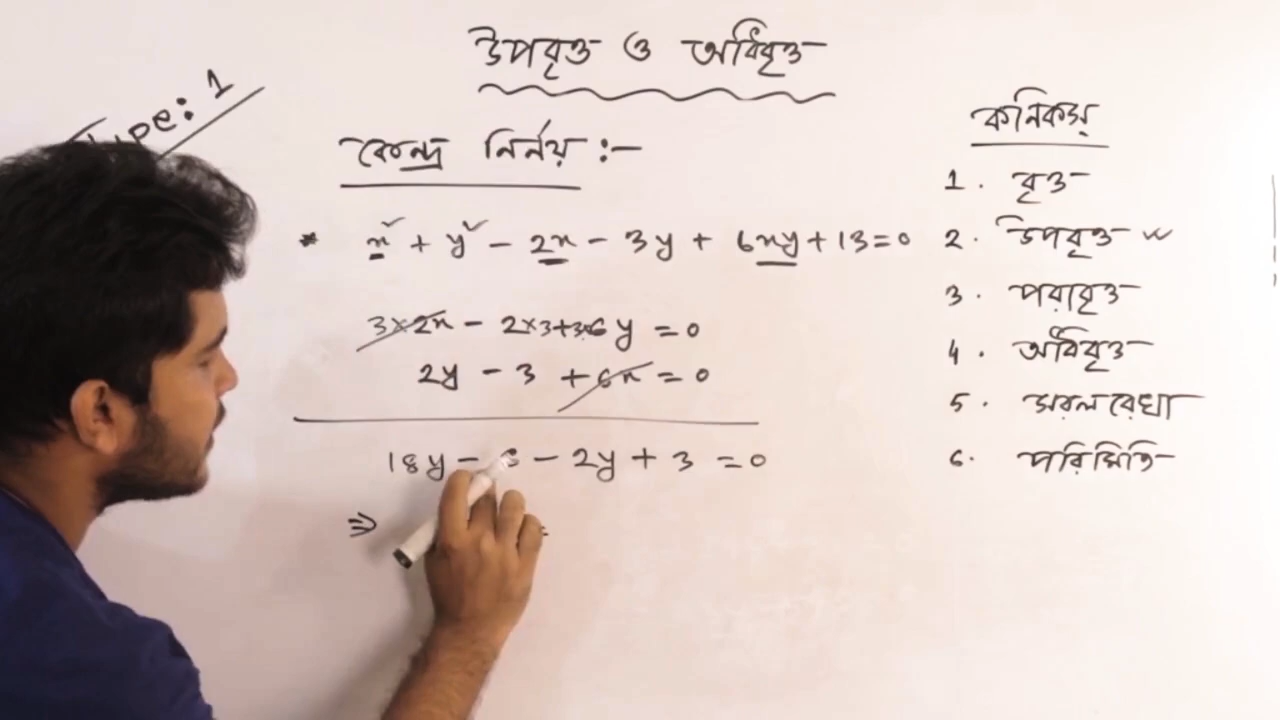 উপবৃত্ত ও অধিবৃত্ত
Type: 1
কেন্দ্র নির্নয় :-
* x² + y² - 2x - 3y + 6xy + 13 = 0
3×2x - 2×3 + 3×6y = 0
2y - 3 + 6x = 0
18y - 6 - 2y + 3 = 0
⇒ =
কনিকস্
1. বৃত্ত
2. উপবৃত্ত
3. পরাবৃত্ত
4. অধিবৃত্ত
5. সরলরেখা
6. পরিমিতি